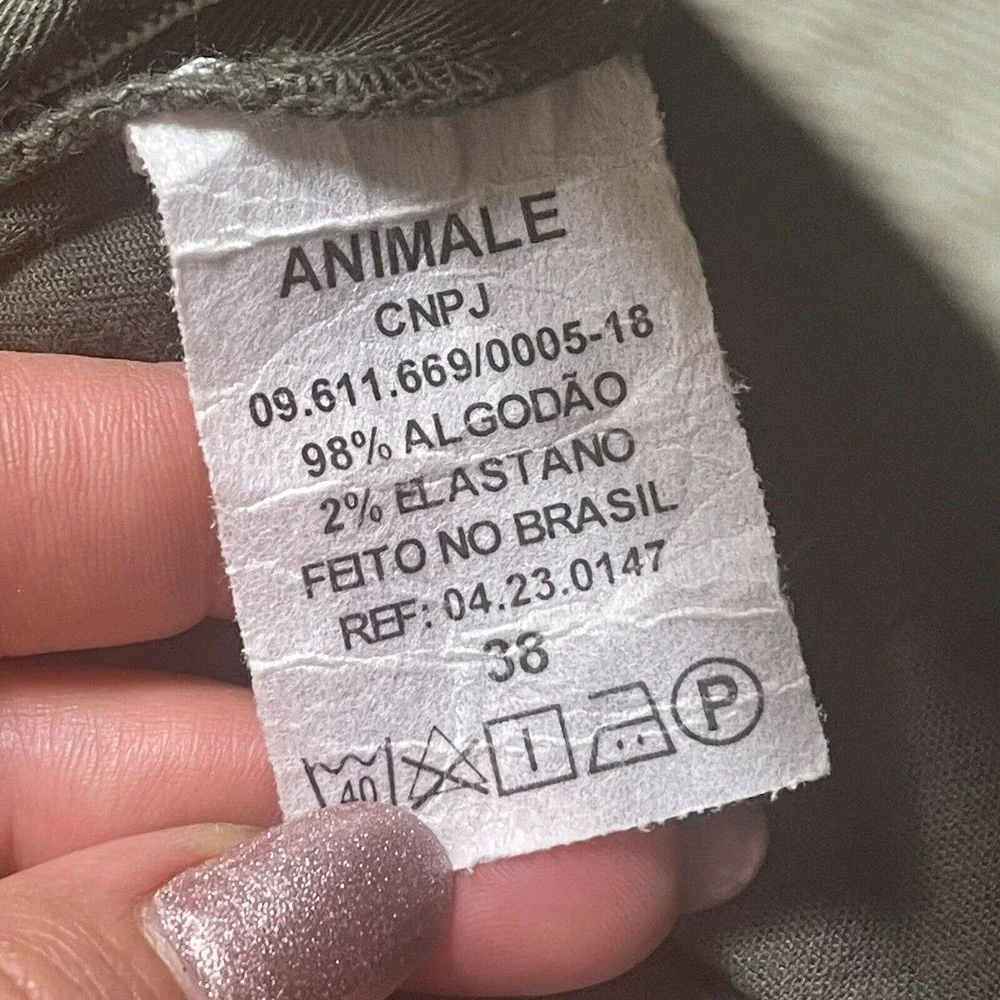 ANIMALE
CNPJ
09.611.669/0005-18
98% ALGODÃO
2% ELASTANO
FEITO NO BRASIL
REF: 04.23.0147
38
40 P